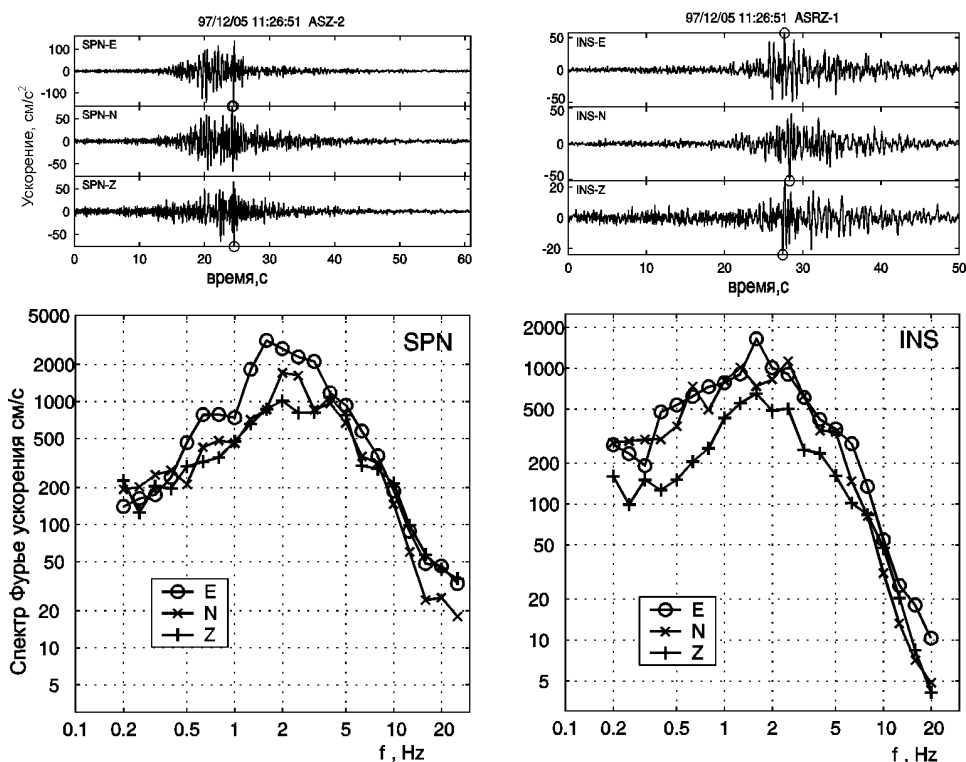 97/12/05 11:26:51 ASZ-2
SPN-E
100
0
-100
SPN-N
50
0
-50
SPN-Z
50
0
-50
0 10 20 30 40 50 60
время,с
Ускорение, см/с²
97/12/05 11:26:51 ASRZ-1
INS-E
50
0
-50
INS-N
50
0
-50
INS-Z
20
0
-20
0 10 20 30 40 50
время,с
SPN
5000
2000
1000
500
200
100
50
20
10
5
E
N
Z
0.1 0.2 0.5 1 2 5 10 20
f , Hz
Спектр Фурье ускорения см/с
INS
2000
1000
500
200
100
50
20
10
5
E
N
Z
0.1 0.2 0.5 1 2 5 10 20
f , Hz